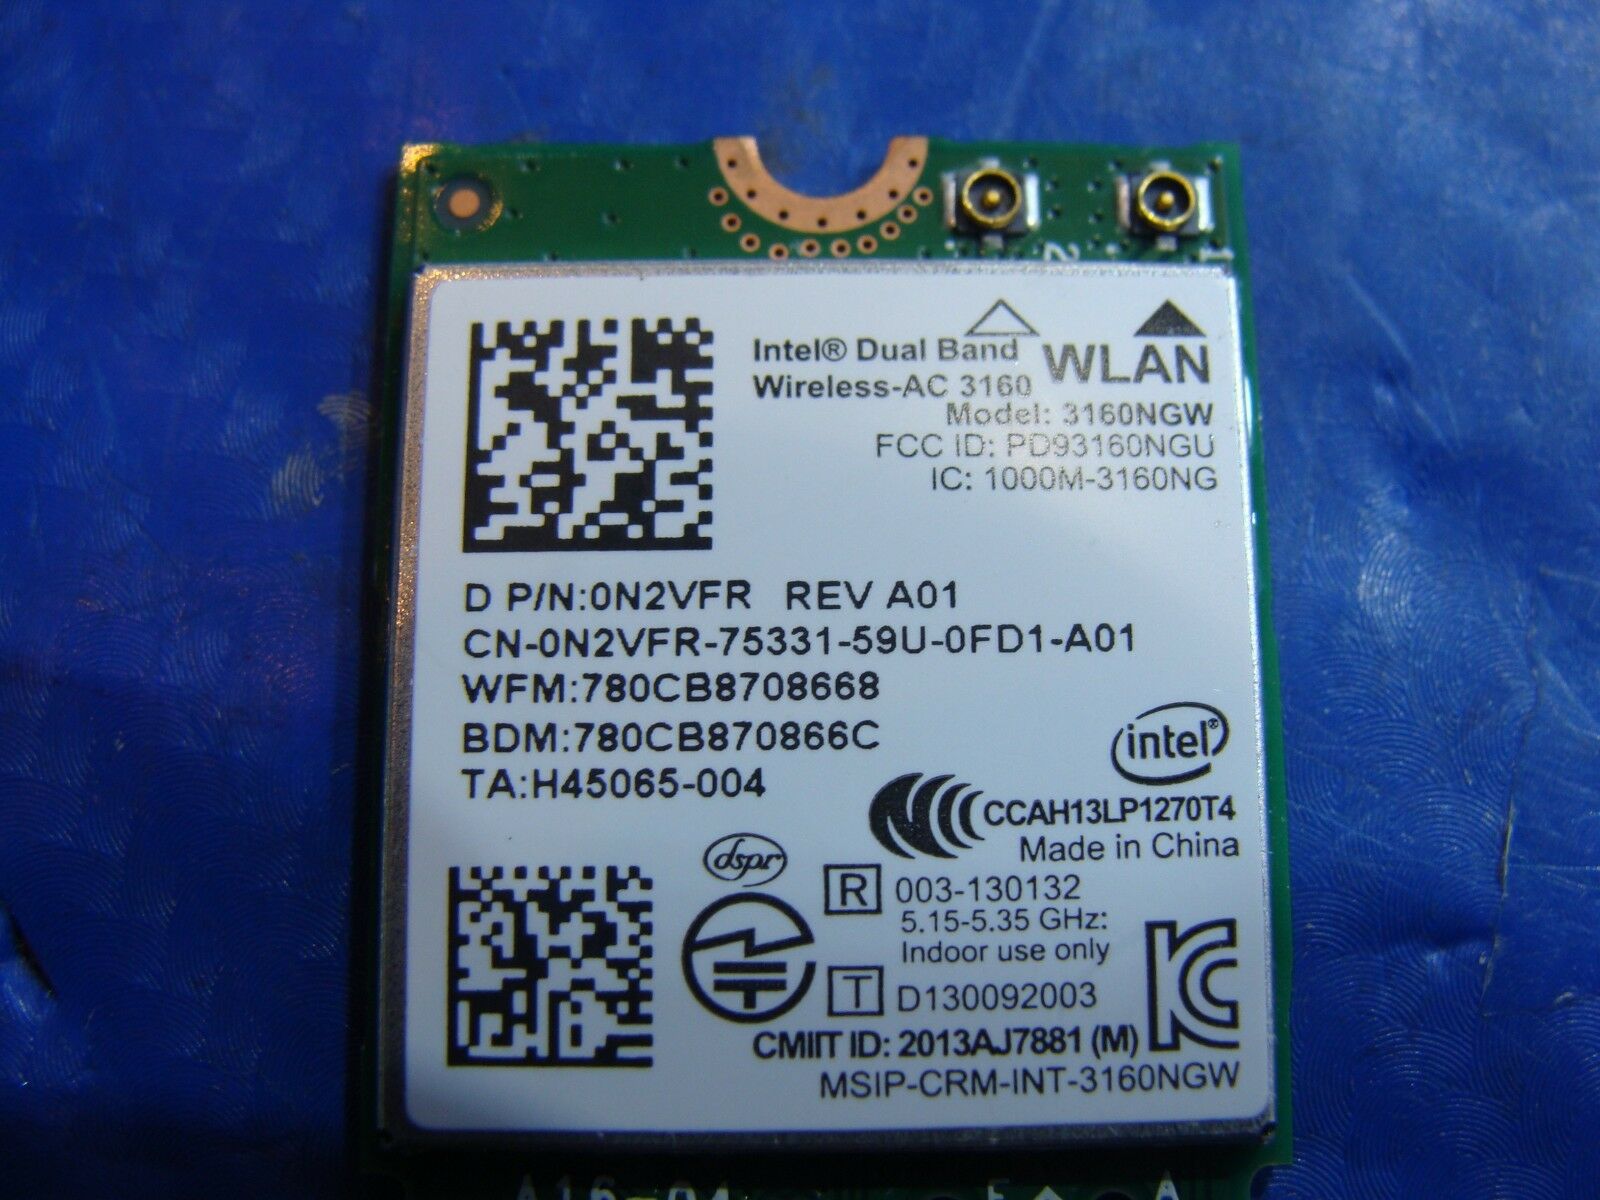 2
1
Intel® Dual Band WLAN
Wireless-AC 3160
Model: 3160NGW
FCC ID: PD93160NGU
IC: 1000M-3160NG
D P/N:0N2VFR REV A01
CN-0N2VFR-75331-59U-0FD1-A01
WFM:780CB8708668
BDM:780CB870866C
TA:H45065-004
intel®
CCAH13LP1270T4
Made in China
dspr
R 003-130132
5.15-5.35 GHz:
Indoor use only
T D130092003
CMIIT ID: 2013AJ7881 (M)
MSIP-CRM-INT-3160NGW